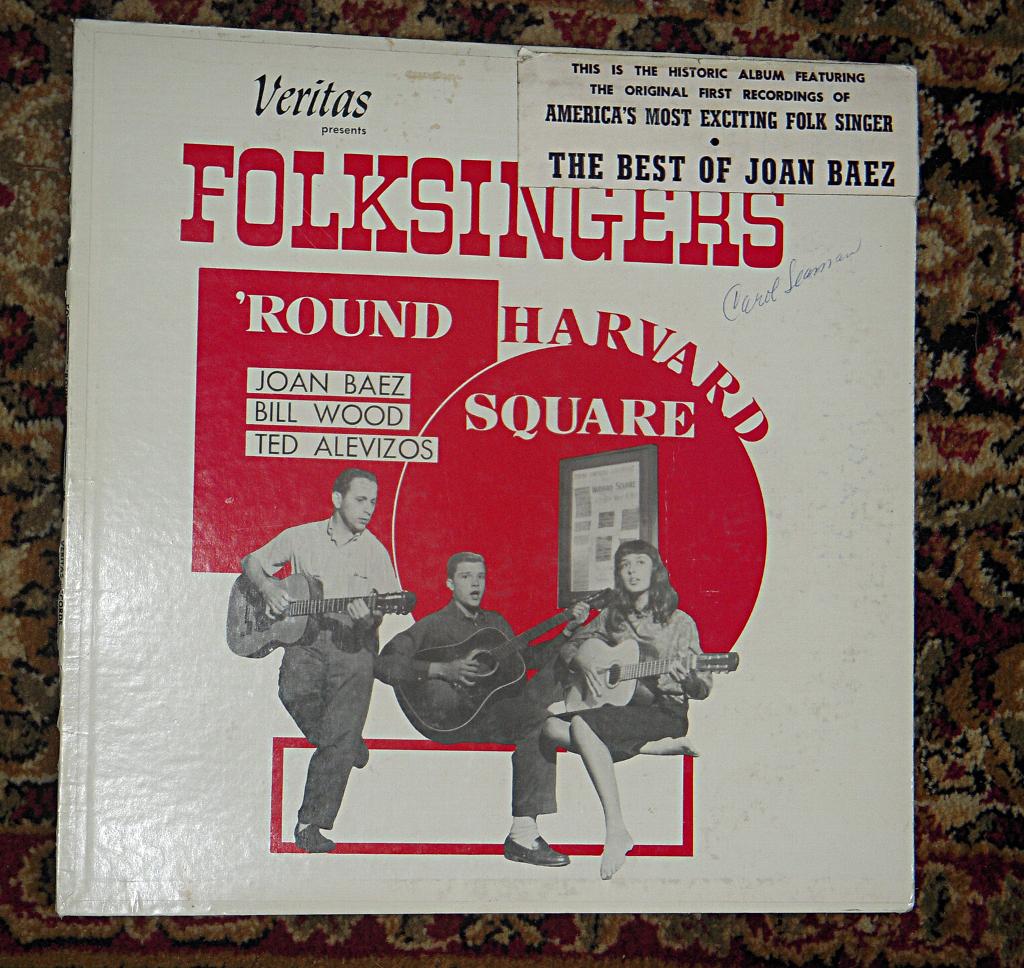 Veritas
presents
THIS IS THE HISTORIC ALBUM FEATURING
THE ORIGINAL FIRST RECORDINGS OF
AMERICA'S MOST EXCITING FOLK SINGER
•
THE BEST OF JOAN BAEZ
FOLKSINGERS
Carol Seaman
'ROUND HARVARD
SQUARE
JOAN BAEZ
BILL WOOD
TED ALEVIZOS